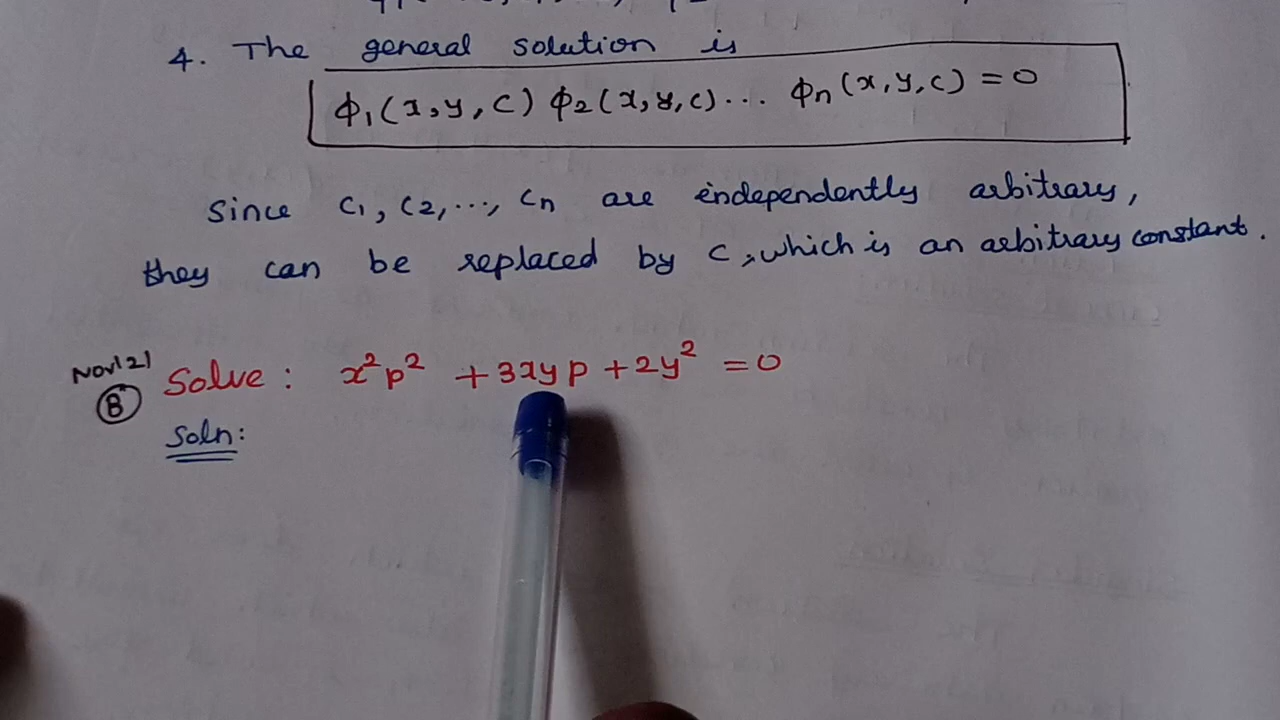 4. The general solution is
ϕ₁(x,y,c) ϕ₂(x,y,c)... ϕn(x,y,c) = 0
Since c₁, c₂, ..., cn are independently arbitrary,
they can be replaced by c, which is an arbitrary constant.
Nov'21
B Solve: x²p² + 3xyp + 2y² = 0
Soln: